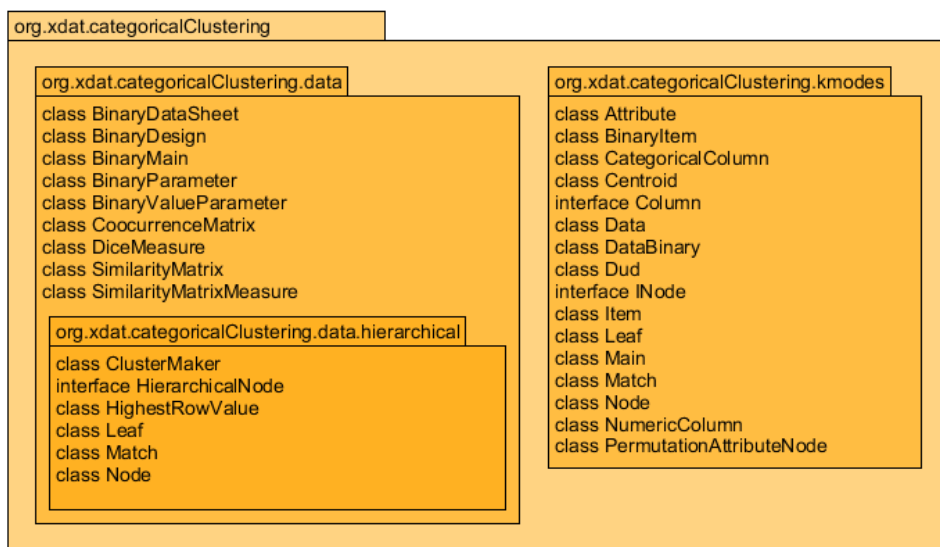 org.xdat.categoricalClustering
org.xdat.categoricalClustering.data
class BinaryDataSheet
class BinaryDesign
class BinaryMain
class BinaryParameter
class BinaryValueParameter
class CoocurrenceMatrix
class DiceMeasure
class SimilarityMatrix
class SimilarityMatrixMeasure
org.xdat.categoricalClustering.data.hierarchical
class ClusterMaker
interface HierarchicalNode
class HighestRowValue
class Leaf
class Match
class Node
org.xdat.categoricalClustering.kmodes
class Attribute
class BinaryItem
class CategoricalColumn
class Centroid
interface Column
class Data
class DataBinary
class Dud
interface INode
class Item
class Leaf
class Main
class Match
class Node
class NumericColumn
class PermutationAttributeNode